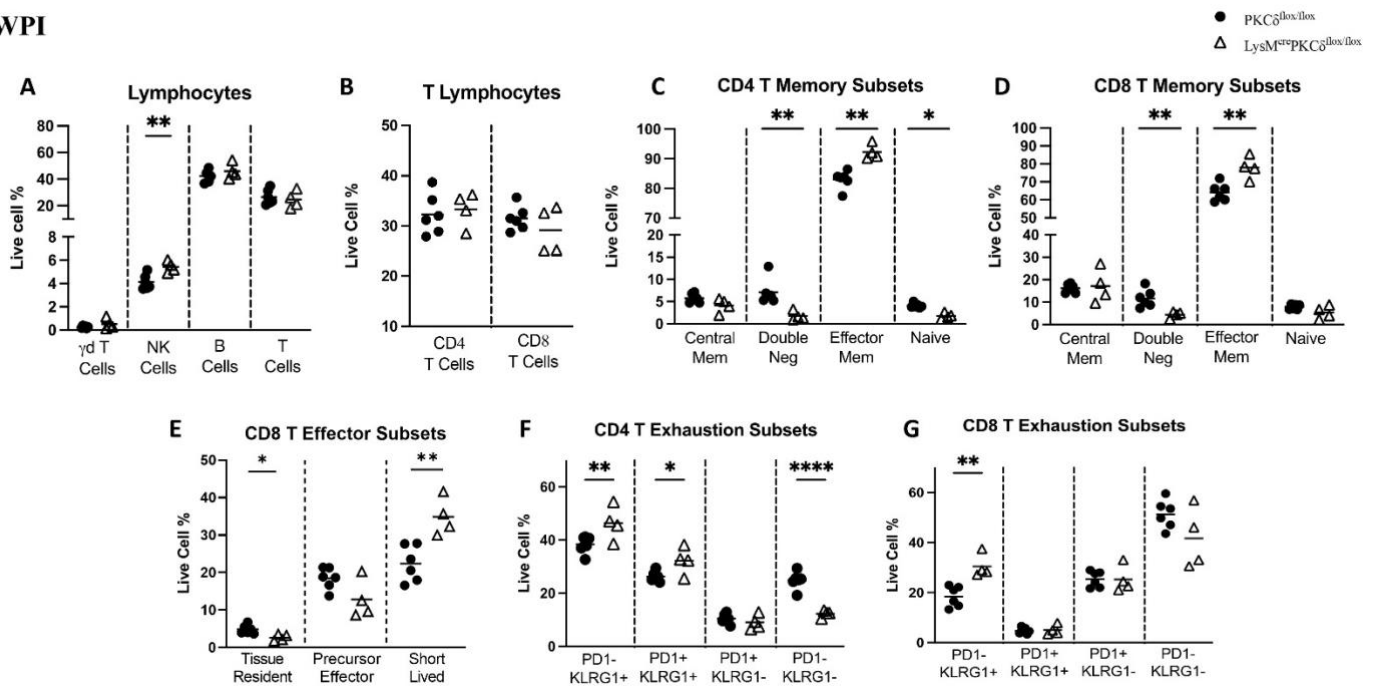 WPI
● PKCδflox/flox
△ LysMcrePKCδflox/flox
A
Lymphocytes
**
Live Cell %
80
60
40
20
8
6
4
2
0
γd T Cells
NK Cells
B Cells
T Cells
B
T Lymphocytes
Live Cell %
50
40
30
10
CD4 T Cells
CD8 T Cells
C
CD4 T Memory Subsets
** ** *
Live Cell %
100
90
80
70
60
20
15
10
5
0
Central Mem
Double Neg
Effector Mem
Naive
D
CD8 T Memory Subsets
** **
Live Cell %
100
90
80
70
60
50
40
30
20
10
0
Central Mem
Double Neg
Effector Mem
Naive
E
CD8 T Effector Subsets
* **
Live Cell %
50
40
30
20
10
0
Tissue Resident
Precursor Effector
Short Lived
F
CD4 T Exhaustion Subsets
** * ****
Live Cell %
60
40
20
0
PD1- KLRG1+
PD1+ KLRG1+
PD1+ KLRG1-
PD1- KLRG1-
G
CD8 T Exhaustion Subsets
**
Live Cell %
60
40
20
0
PD1- KLRG1+
PD1+ KLRG1+
PD1+ KLRG1-
PD1- KLRG1-